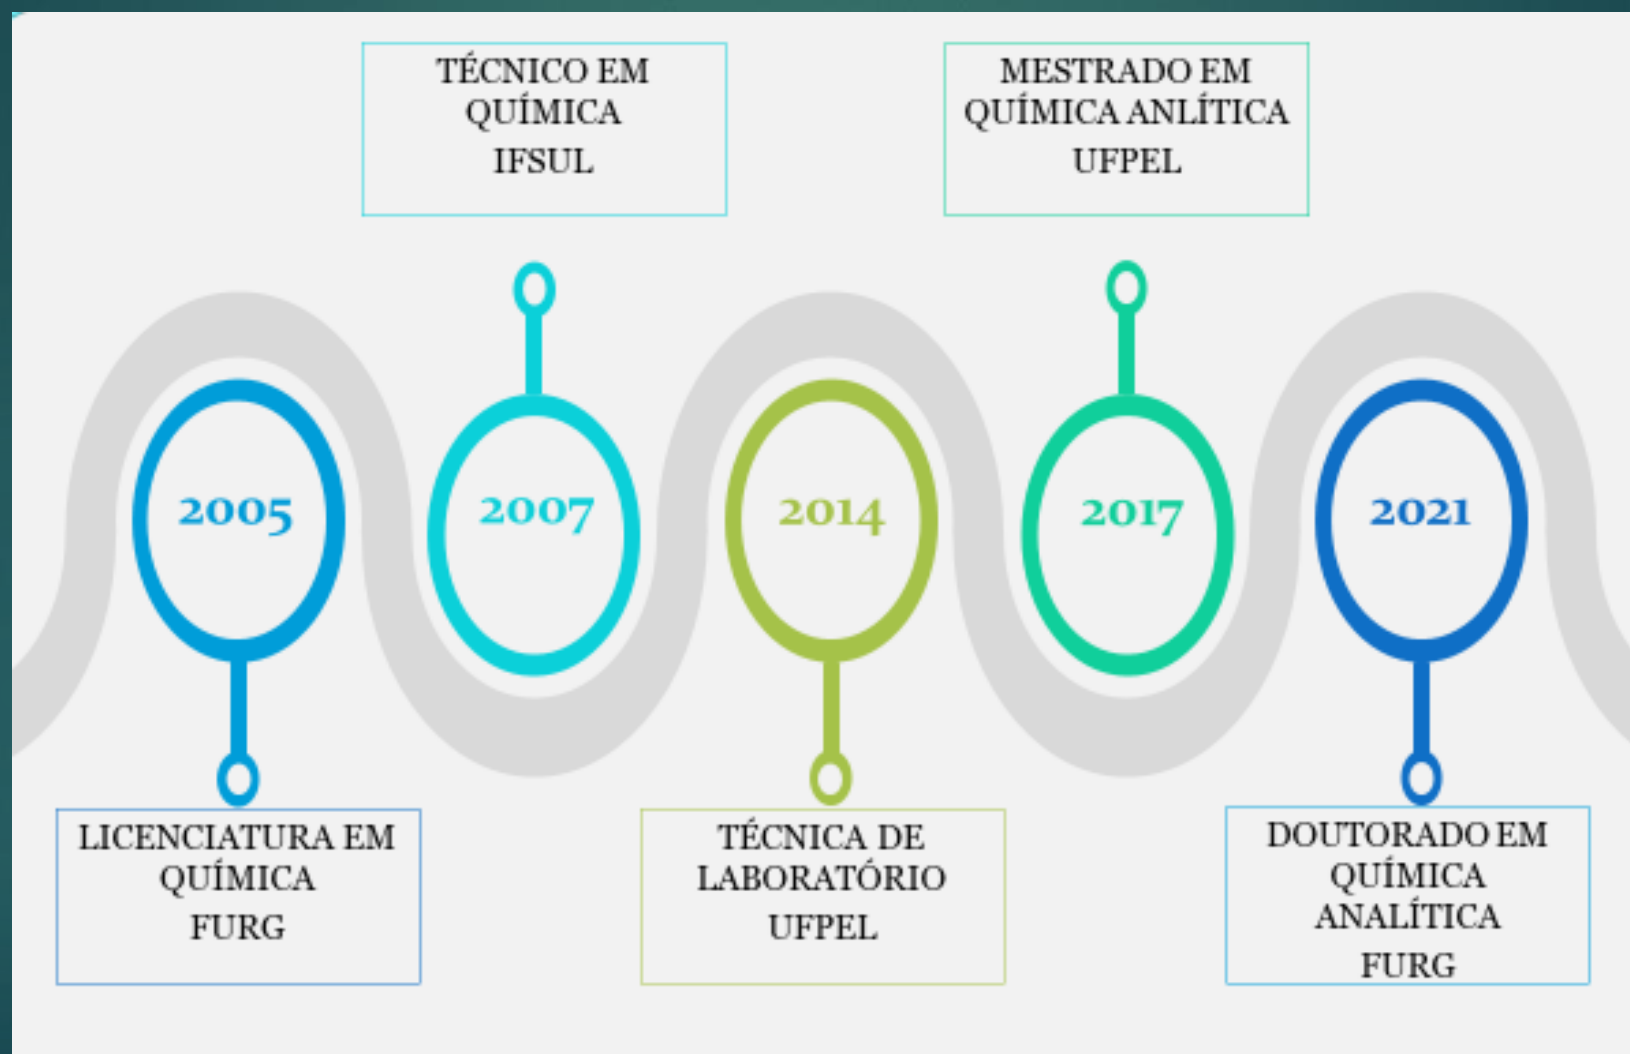 TÉCNICO EM
QUÍMICA
IFSUL
MESTRADO EM
QUÍMICA ANLÍTICA
UFPEL
2005
2007
2014
2017
2021
LICENCIATURA EM
QUÍMICA
FURG
TÉCNICA DE
LABORATÓRIO
UFPEL
DOUTORADO EM
QUÍMICA
ANALÍTICA
FURG